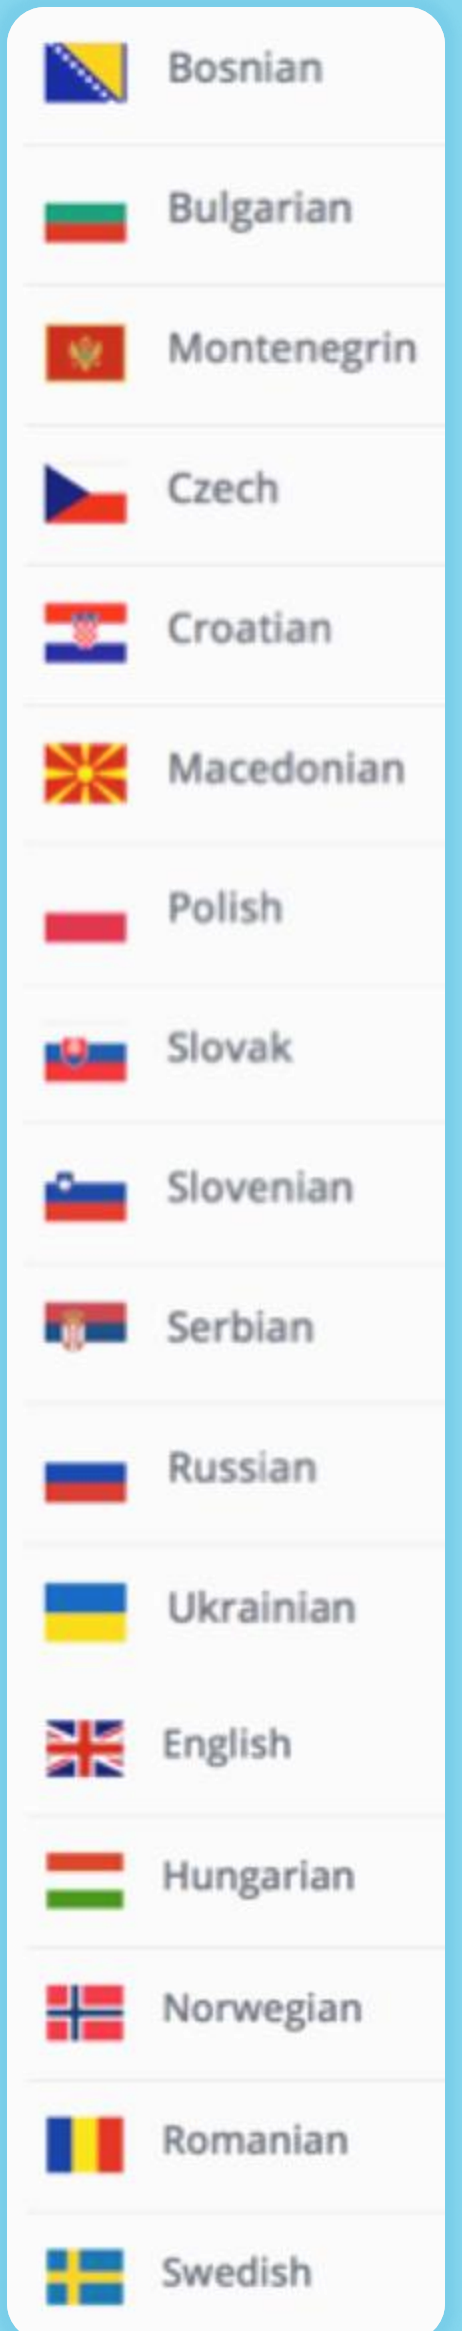 Bosnian
Bulgarian
Montenegrin
Czech
Croatian
Macedonian
Polish
Slovak
Slovenian
Serbian
Russian
Ukrainian
English
Hungarian
Norwegian
Romanian
Swedish